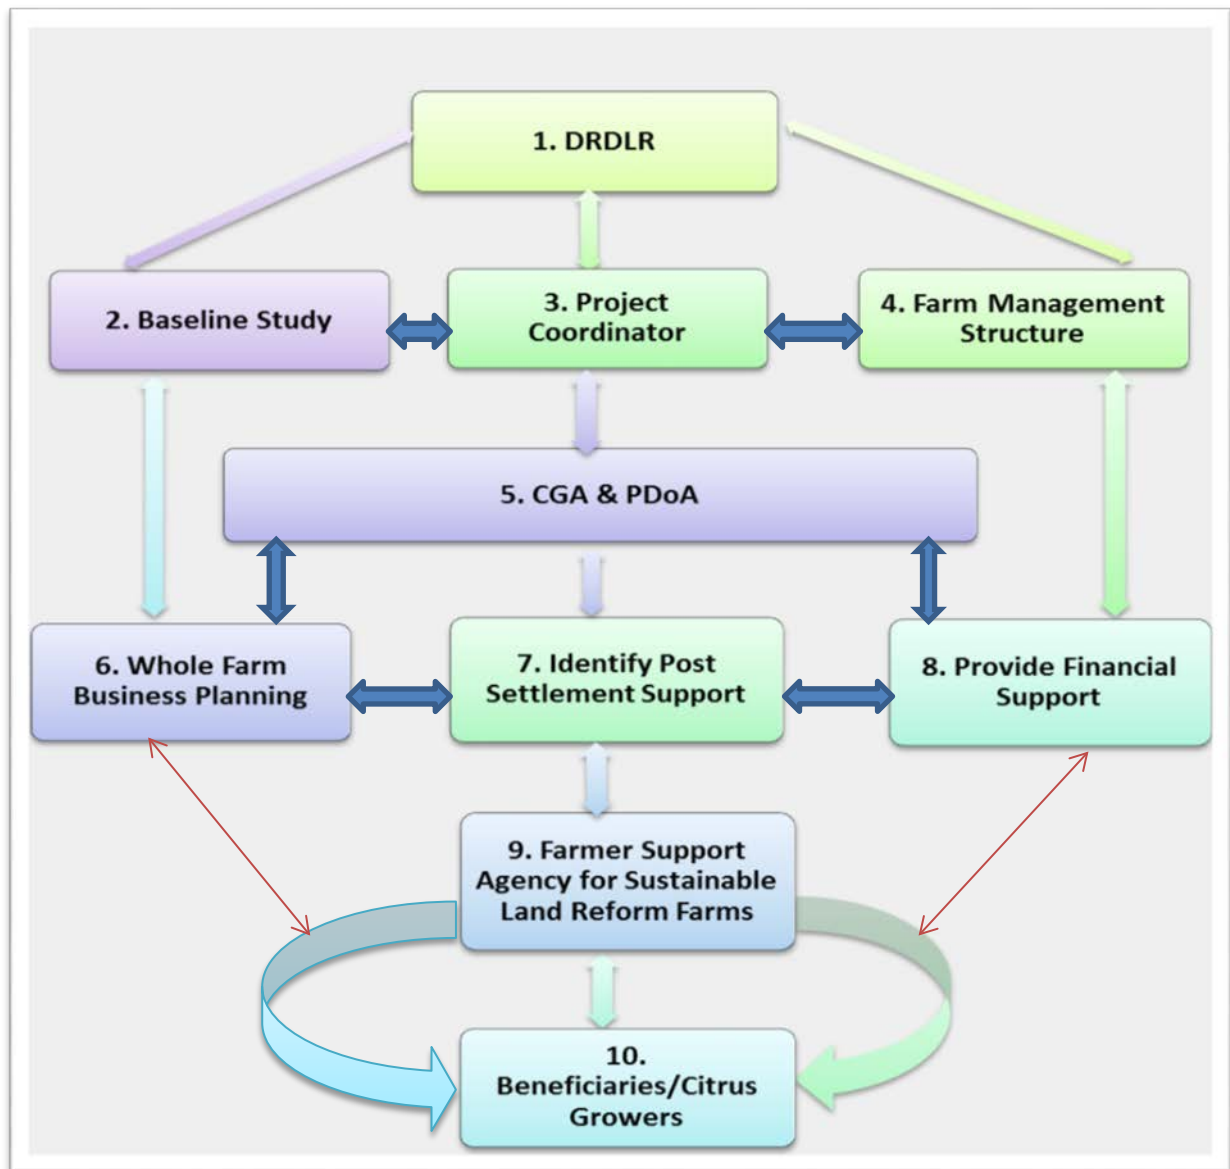 1. DRDLR
2. Baseline Study
3. Project
Coordinator
4. Farm Management
Structure
5. CGA & PDoA
6. Whole Farm
Business Planning
7. Identify Post
Settlement Support
8. Provide Financial
Support
9. Farmer Support
Agency for Sustainable
Land Reform Farms
10.
Beneficiaries/Citrus
Growers